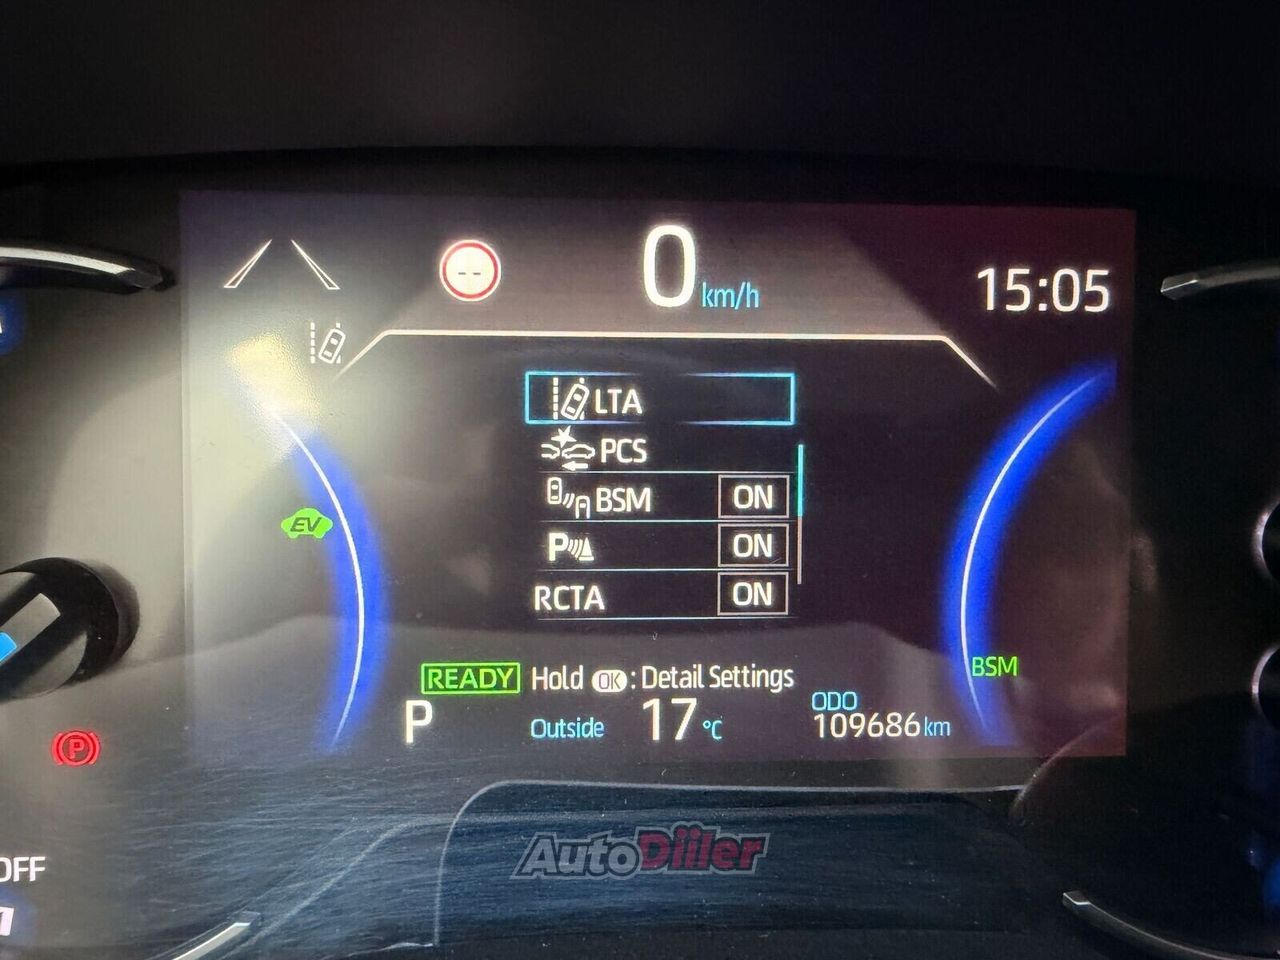 --
0 km/h
15:05
LTA
PCS
BSM ON
P ON
RCTA ON
EV
READY Hold OK : Detail Settings
BSM
P Outside 17 °C
ODO
109686 km
P
OFF
AutoDiiler